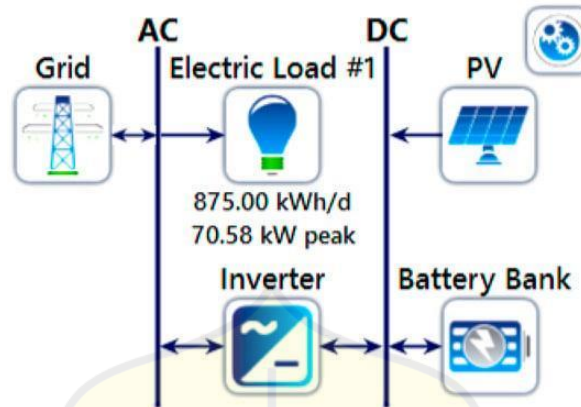 AC
DC
Grid
Electric Load #1
PV
875.00 kWh/d
70.58 kW peak
Inverter
Battery Bank